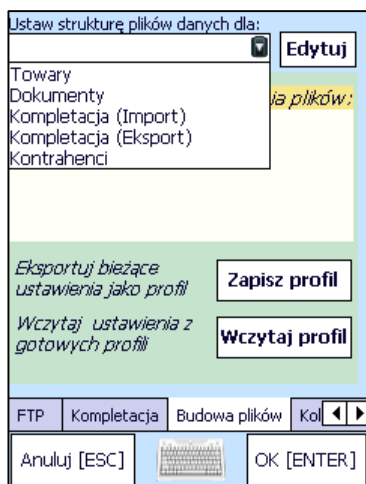 Ustaw strukturę plików danych dla:
Edytuj
Towary
Dokumenty
Kompletacja (Import)
Kompletacja (Eksport)
Kontrahenci
plików:
Eksportuj bieżące
ustawienia jako profil
Zapisz profil
Wczytaj ustawienia z
gotowych profili
Wczytaj profil
FTP Kompletacja Budowa plików Kol
Anuluj [ESC] OK [ENTER]